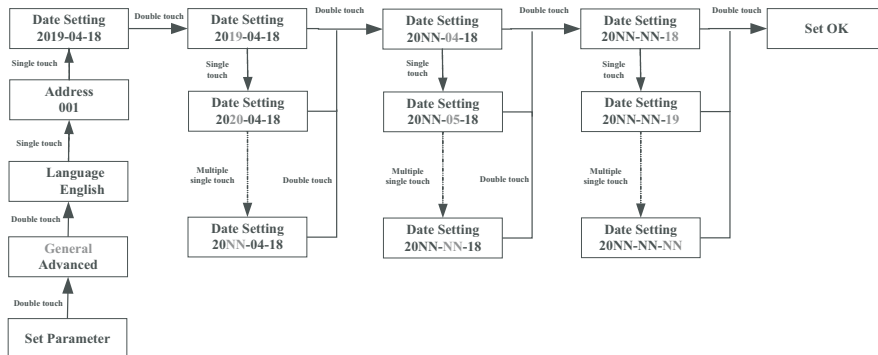 Date Setting
2019-04-18
Double touch
Date Setting
2019-04-18
Double touch
Date Setting
20NN-04-18
Double touch
Date Setting
20NN-NN-18
Double touch
Set OK
Single touch
Single
touch
Single
touch
Single
touch
Address
001
Date Setting
2020-04-18
Date Setting
20NN-05-18
Date Setting
20NN-NN-19
Single touch
Language
English
Multiple
single touch
Double touch
Multiple
single touch
Double touch
Multiple
single touch
Double touch
Date Setting
20NN-04-18
Date Setting
20NN-NN-18
Date Setting
20NN-NN-NN
General
Advanced
Double touch
Set Parameter